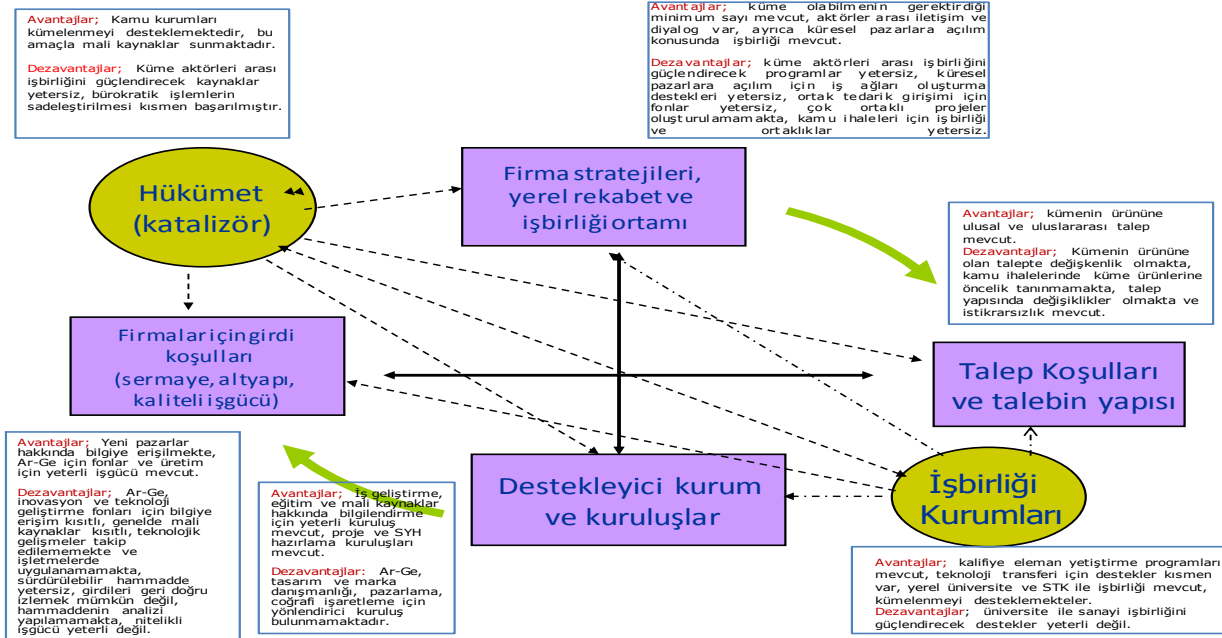 Avantajlar; Kamu kurumları
kümelenmeyi desteklemektedir, bu
amaçla mali kaynaklar sunmaktadır.
Dezavantajlar; Küme aktörleri arası
işbirliğini güçlendirecek kaynaklar
yetersiz, bürokratik işlemlerin
sadeleştirilmesi kısmen başarılmıştır.
Avantajlar; küme olabilmenin gerektirdiği
minimum sayı mevcut, aktörler arası iletişim ve
diyalog var, ayrıca küresel pazarlara açılım
konusunda işbirliği mevcut.
Dezavantajlar; küme aktörleri arası işbirliğini
güçlendirecek programlar yetersiz, küresel
pazarlara açılım için iş ağları oluşturma
destekleri yetersiz, ortak tedarik girişimi için
fonlar yetersiz, çok ortaklı projeler
oluşturulamamakta, kamu ihaleleri için işbirliği
ve ortaklıklar yetersiz.
Hükümet
(katalizör)
Firma stratejileri,
yerel rekabet ve
işbirliği ortamı
Avantajlar; kümenin ürününe
ulusal ve uluslararası talep
mevcut.
Dezavantajlar; Kümenin ürününe
olan talepte değişkenlik olmakta,
kamu ihalelerinde küme ürünlerine
öncelik tanınmamakta, talep
yapısında değişiklikler olmakta ve
istikrarsızlık mevcut.
Firmalar için girdi
koşulları
(sermaye, altyapı,
kaliteli işgücü)
Talep Koşulları
ve talebin yapısı
Avantajlar; Yeni pazarlar
hakkında bilgiye erişilmekte,
Ar-Ge için fonlar ve üretim
için yeterli işgücü mevcut.
Dezavantajlar; Ar-Ge,
inovasyon ve teknoloji
geliştirme fonları için bilgiye
erişim kısıtlı, genelde mali
kaynaklar kısıtlı, teknolojik
gelişmeler takip
edilememekte ve
işletmelerde
uygulanamamakta,
sürdürülebilir hammadde
yetersiz, girdileri geri doğru
izlemek mümkün değil,
hammaddenin analizi
yapılamamakta, nitelikli
işgücü yeterli değil.
Avantajlar; İş geliştirme,
eğitim ve mali kaynaklar
hakkında bilgilendirme
için yeterli kuruluş
mevcut, proje ve SYH
hazırlama kuruluşları
mevcut.
Dezavantajlar: Ar-Ge,
tasarım ve marka
danışmanlığı, pazarlama,
coğrafi işaretleme için
yönlendirici kuruluş
bulunmamaktadır.
Destekleyici kurum
ve kuruluşlar
İşbirliği
Kurumları
Avantajlar; kalifiye eleman yetiştirme programları
mevcut, teknoloji transferi için destekler kısmen
var, yerel üniversite ve STK ile işbirliği mevcut,
kümelenmeyi desteklemekteler.
Dezavantajlar; üniversite ile sanayi işbirliğini
güçlendirecek destekler yeterli değil.